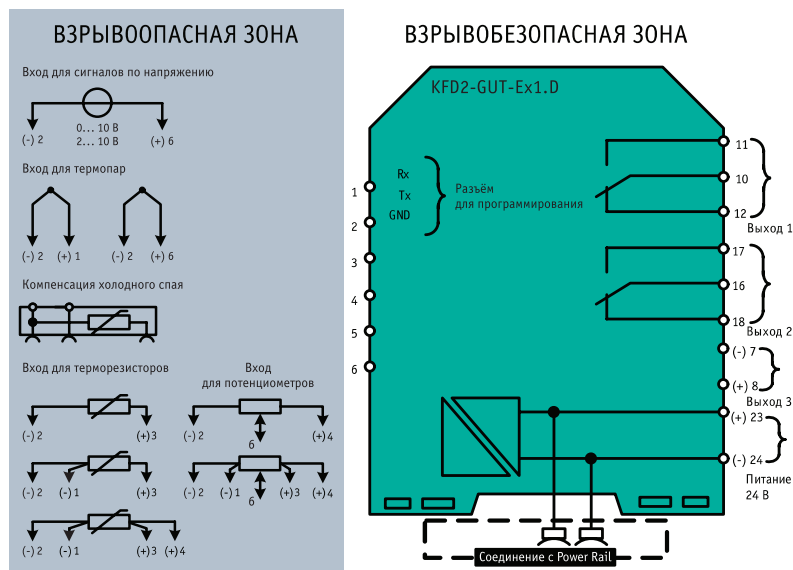 ВЗРЫВООПАСНАЯ ЗОНА
Вход для сигналов по напряжению
(-) 2
0... 10 В
2... 10 В
(+) 6
Вход для термопар
(-) 2
(+) 1
(-) 2
(+) 6
Компенсация холодного спая
Вход для терморезисторов
(-) 2
(+)3
(-) 2
(-) 1
(+)3
(-) 2
(-) 1
(+)3
(+)4
Вход
для потенциометров
(-) 2
6
(+)4
(-) 2
(-) 1
6
(+)3
(+)4
ВЗРЫВОБЕЗОПАСНАЯ ЗОНА
KFD2-GUT-Ex1.D
Rx
Tx
GND
Разъём
для программирования
1
2
3
4
5
6
11
10
12
Выход 1
17
16
18
Выход 2
(-) 7
(+) 8
Выход 3
(+) 23
(-) 24
Питание
24 В
Соединение с Power Rail